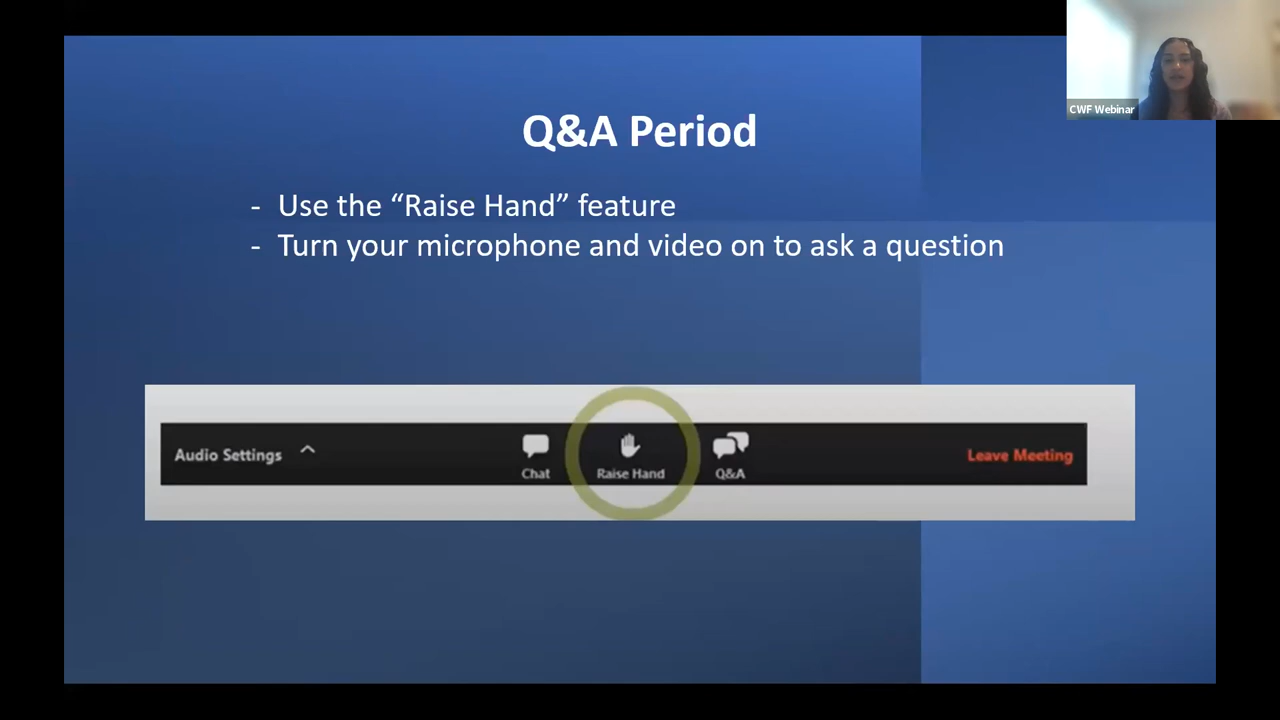 CWF Webinar
Q&A Period
- Use the “Raise Hand” feature
- Turn your microphone and video on to ask a question
Audio Settings
Chat
Raise Hand
Q&A
Leave Meeting